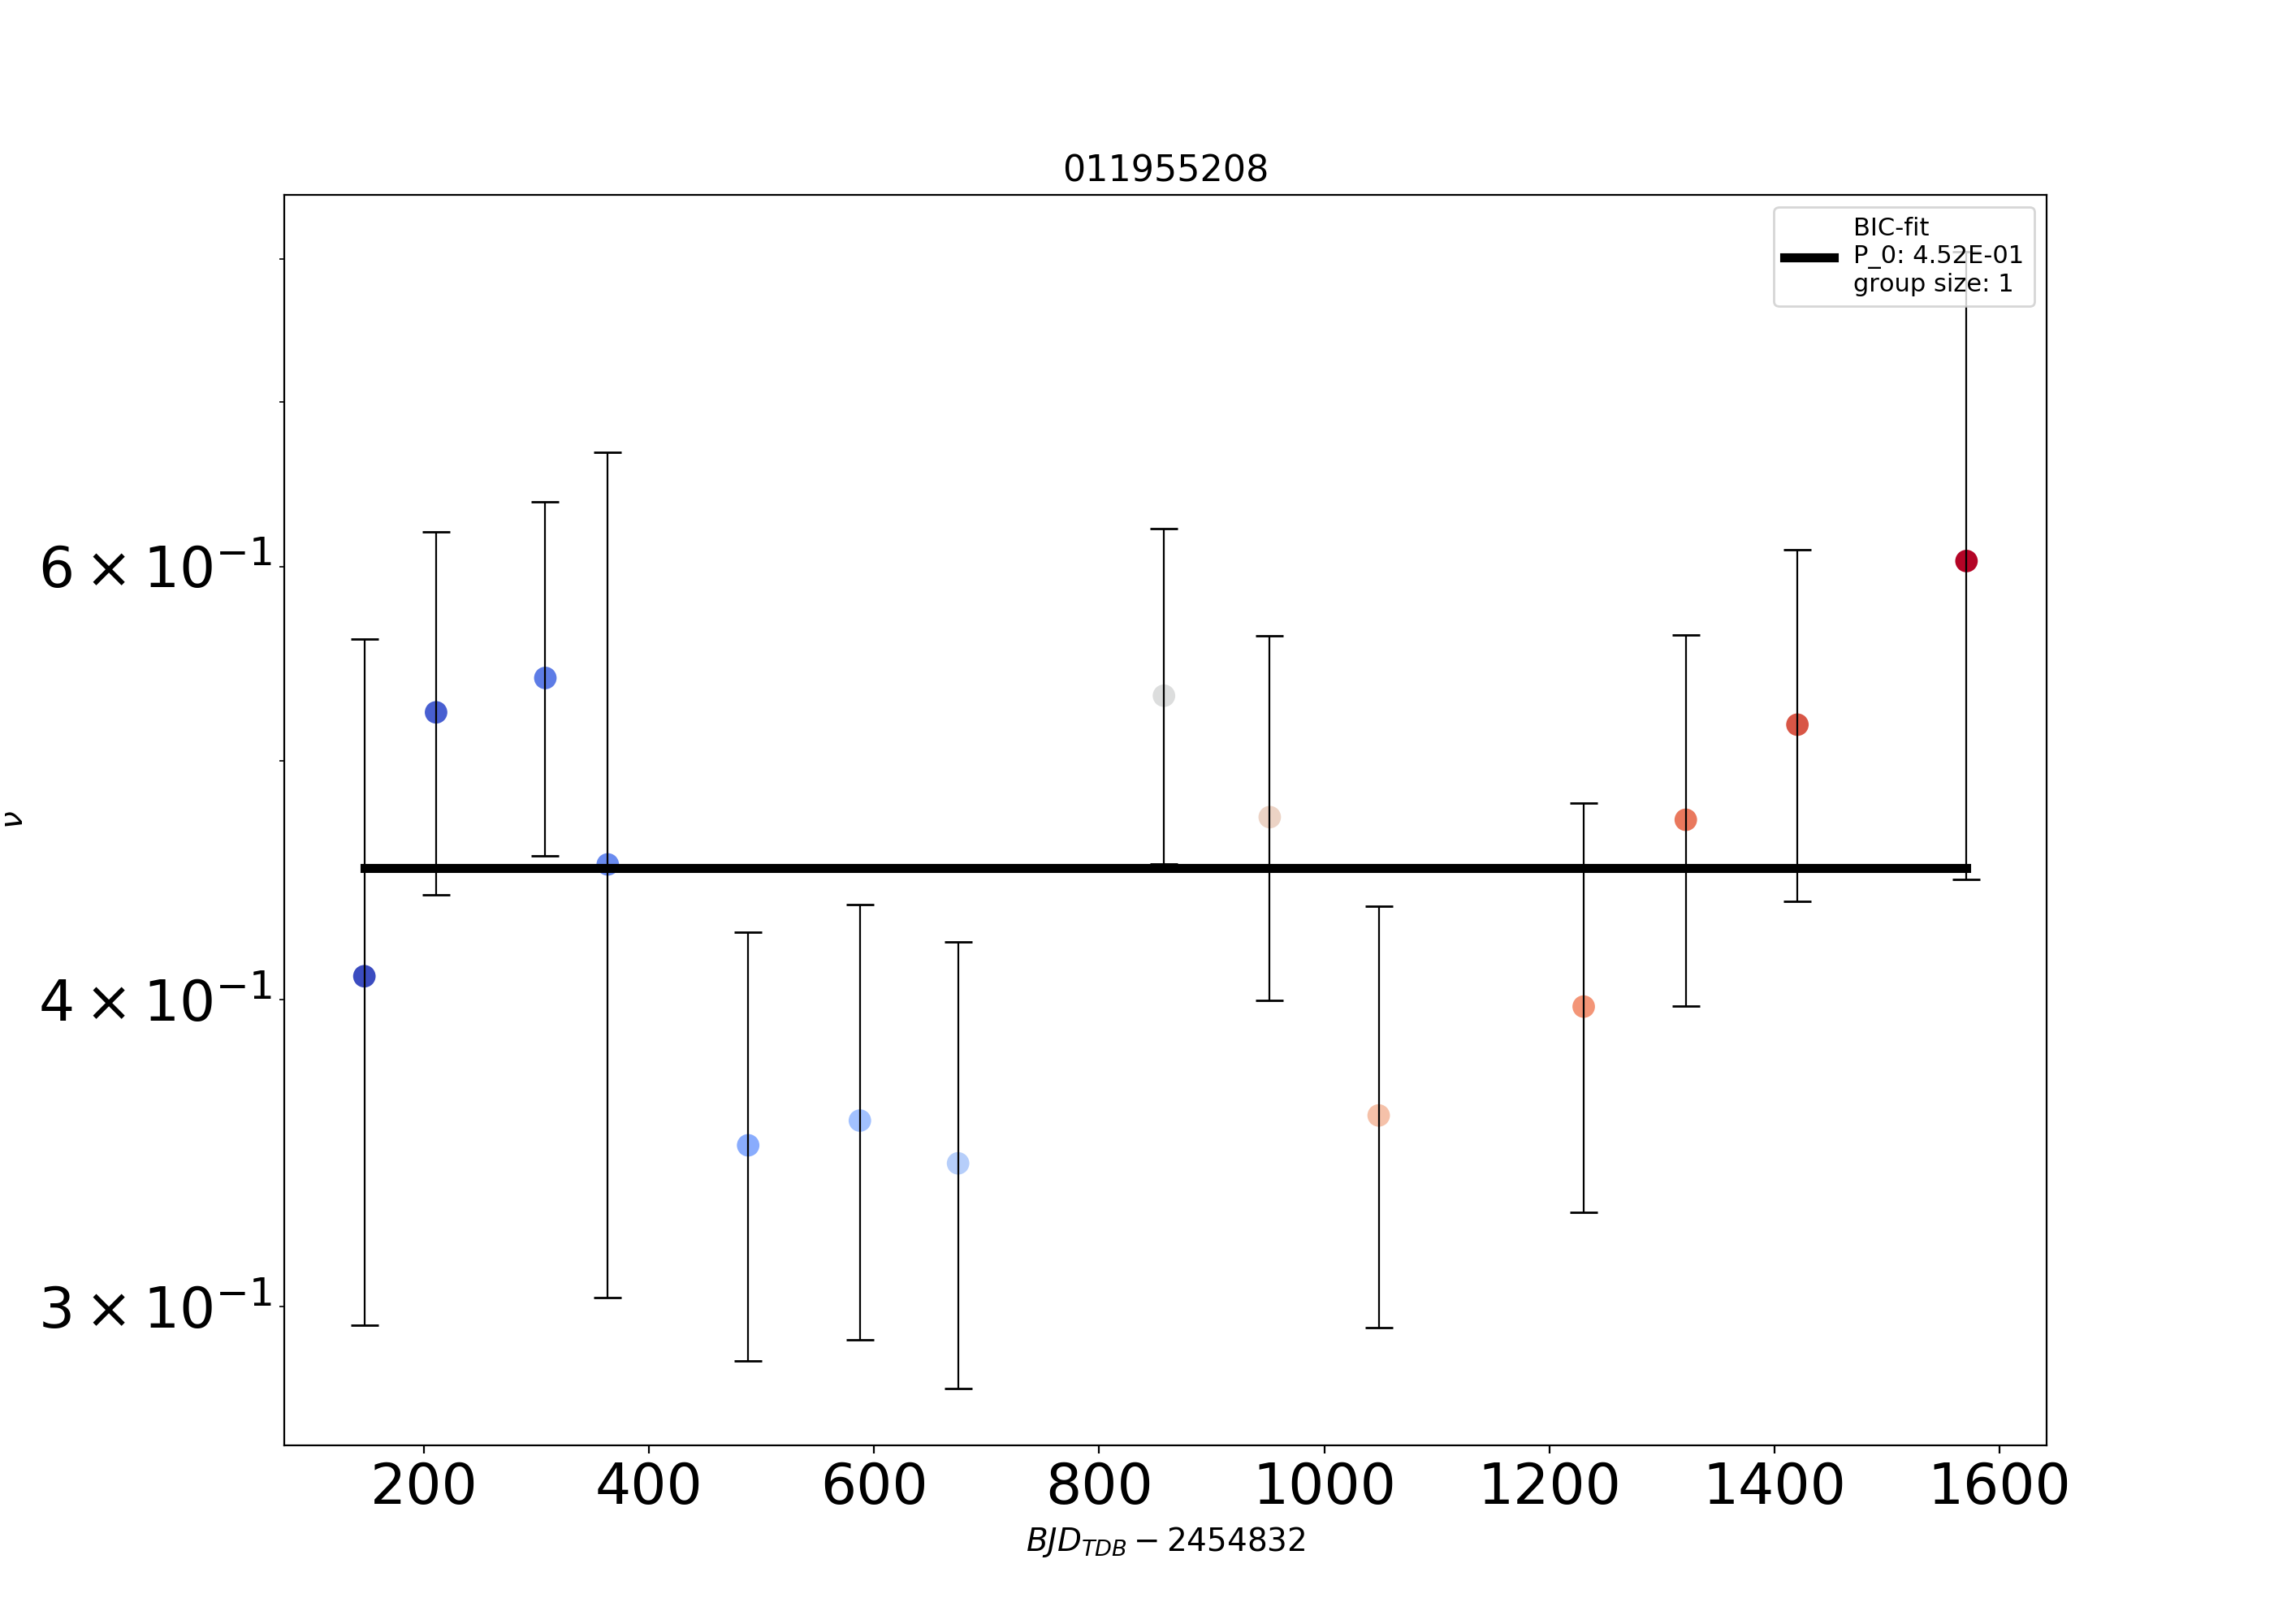 011955208
BIC-fit
P_0: 4.52E-01
group size: 1
6 × 10⁻¹
4 × 10⁻¹
3 × 10⁻¹
ν
200 400 600 800 1000 1200 1400 1600
BJD_TDB − 2454832